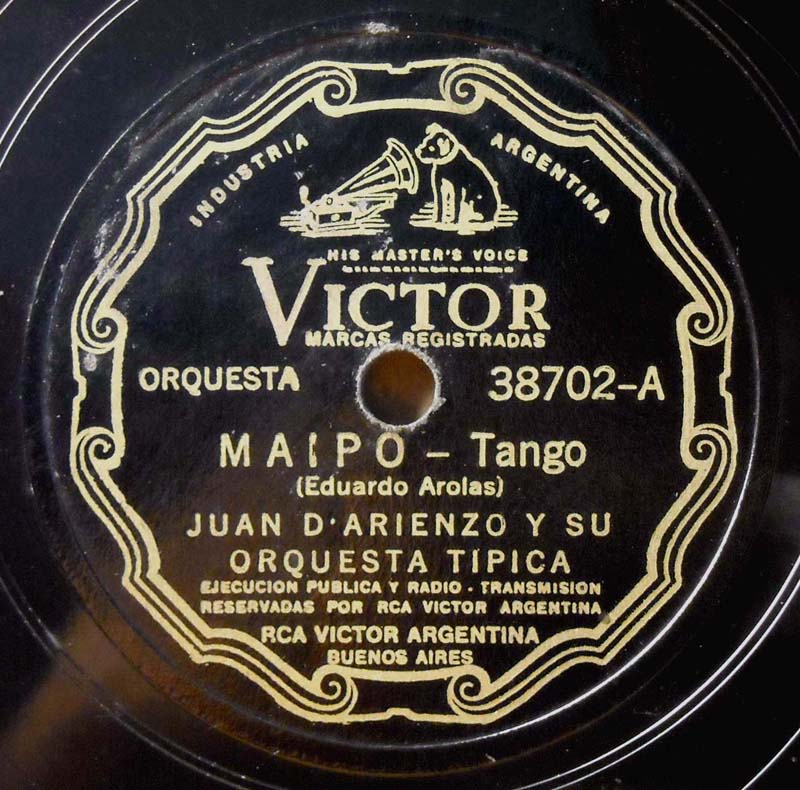 INDUSTRIA ARGENTINA
HIS MASTER'S VOICE
VICTOR
MARCAS REGISTRADAS
ORQUESTA 38702-A
MAIPO - Tango
(Eduardo Arolas)
JUAN D'ARIENZO Y SU
ORQUESTA TIPICA
EJECUCION PUBLICA Y RADIO - TRANSMISION
RESERVADAS POR RCA VICTOR ARGENTINA
RCA VICTOR ARGENTINA
BUENOS AIRES